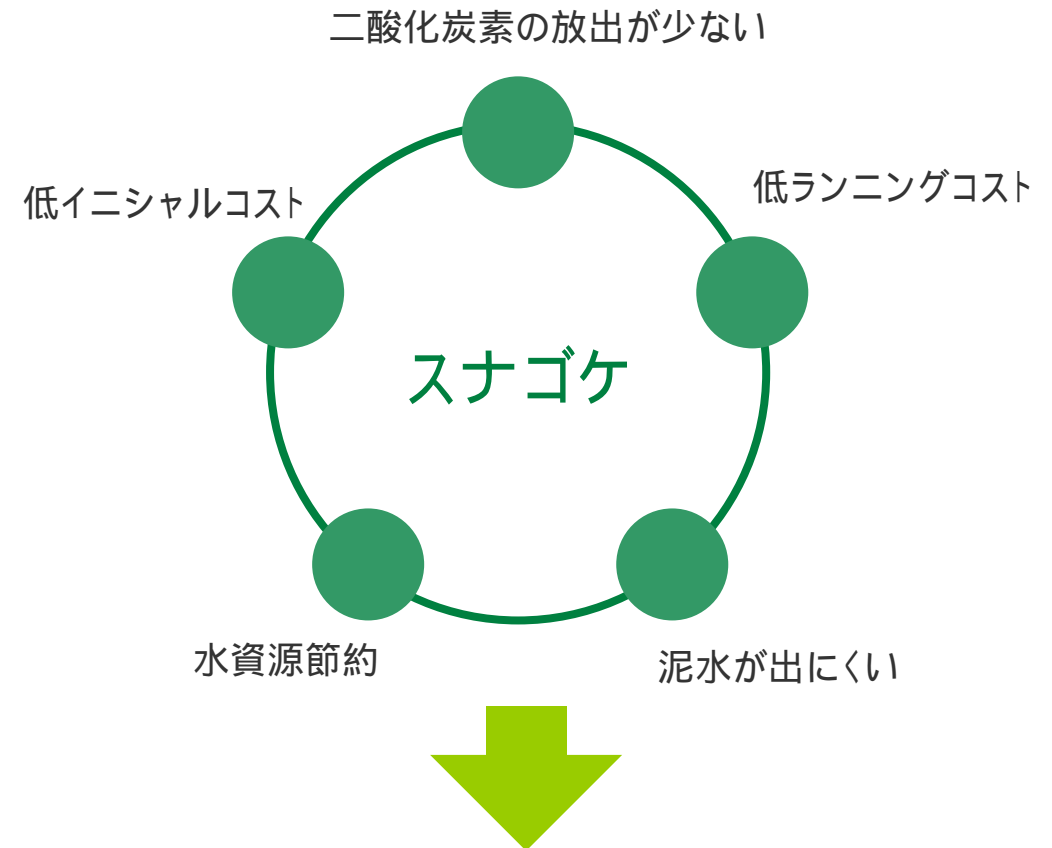 二酸化炭素の放出が少ない
低イニシャルコスト
低ランニングコスト
スナゴケ
水資源節約
泥水が出にくい